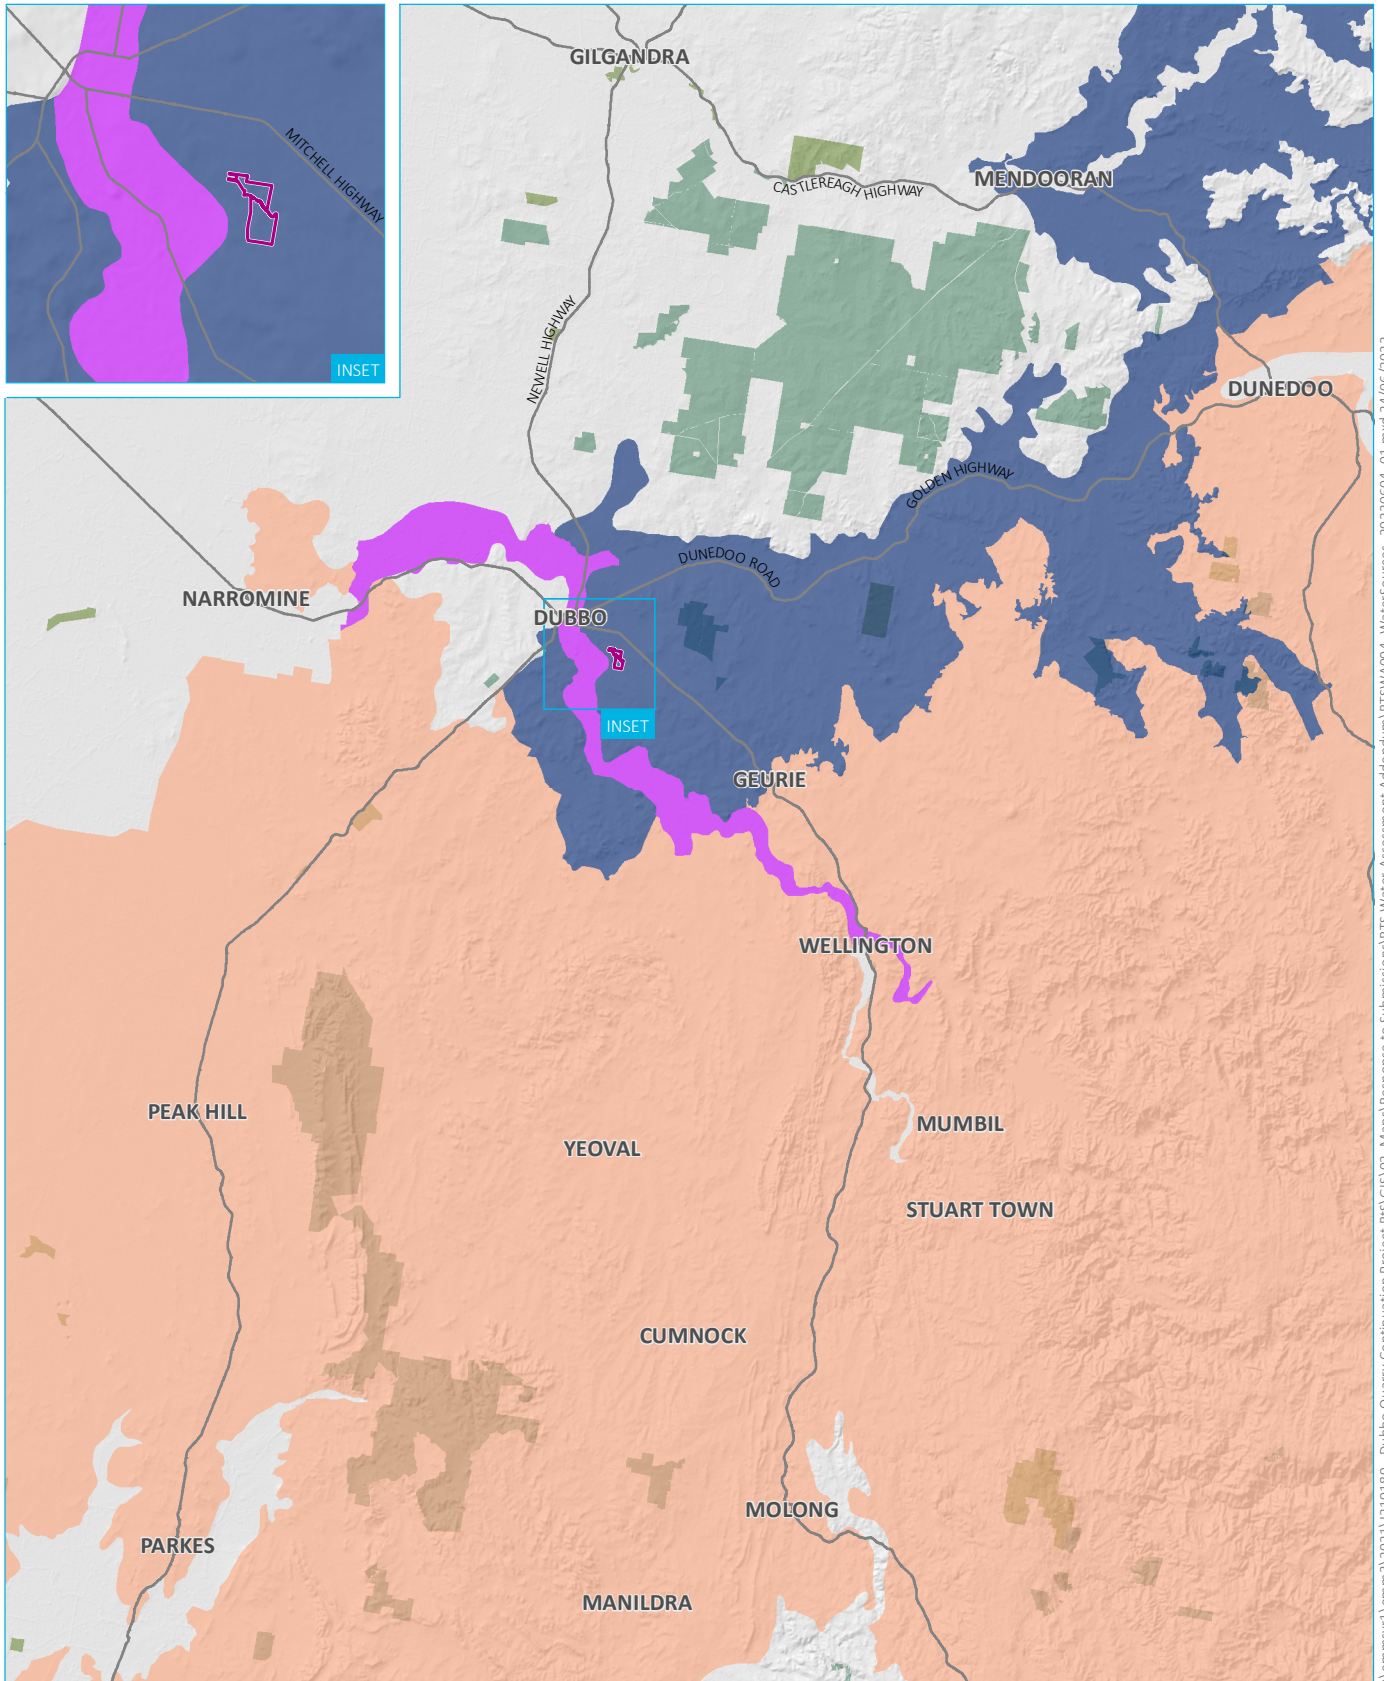 GILGANDRA
MITCHELL HIGHWAY
MENDOORAN
CASTLEREAGH HIGHWAY
NEWELL HIGHWAY
INSET
DUNEDOO
GOLDEN HIGHWAY
DUNEDOO ROAD
NARROMINE
DUBBO
INSET
GEURIE
WELLINGTON
PEAK HILL
MUMBIL
YEOVAL
STUART TOWN
CUMNOCK
MOLONG
PARKES
MANILDRA